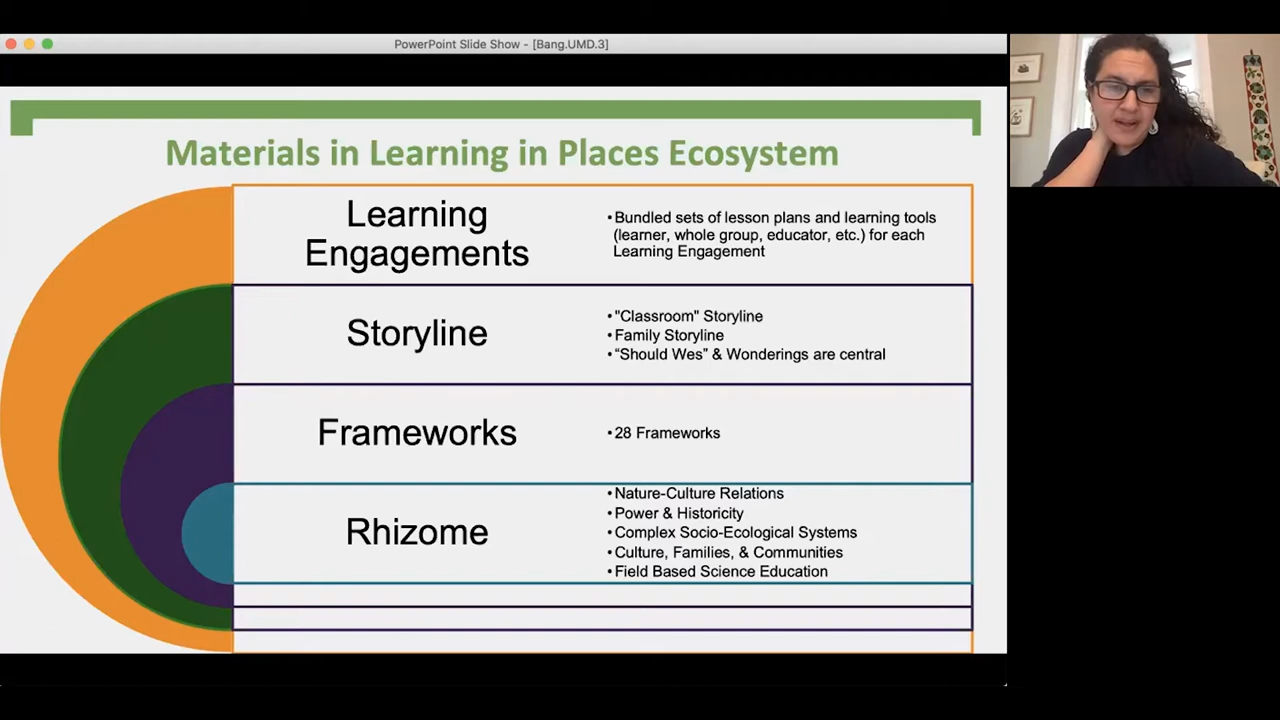 PowerPoint Slide Show - [Bang.UMD.3]
Materials in Learning in Places Ecosystem
Learning
Engagements
•Bundled sets of lesson plans and learning tools
(learner, whole group, educator, etc.) for each
Learning Engagement
Storyline
•"Classroom" Storyline
•Family Storyline
•“Should Wes” & Wonderings are central
Frameworks
•28 Frameworks
Rhizome
•Nature-Culture Relations
•Power & Historicity
•Complex Socio-Ecological Systems
•Culture, Families, & Communities
•Field Based Science Education